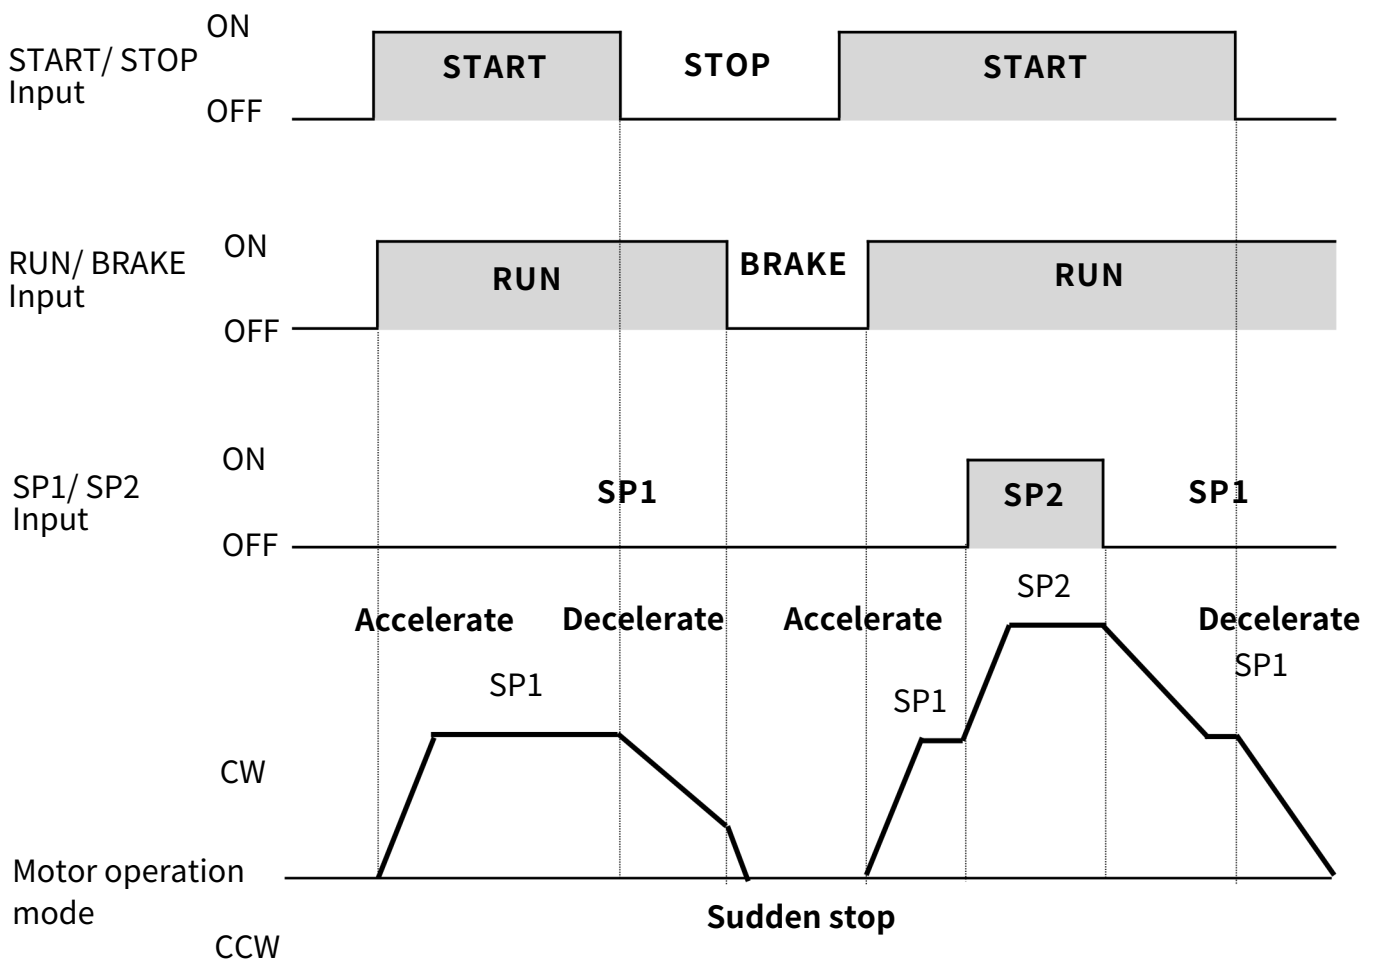 ON
START/ STOP
Input
OFF
START
STOP
START
ON
RUN/ BRAKE
Input
OFF
RUN
BRAKE
RUN
ON
SP1/ SP2
Input
OFF
SP1
SP2
SP1
SP2
Accelerate
Decelerate
Accelerate
Decelerate
SP1
SP1
SP1
CW
Motor operation
mode
Sudden stop
CCW